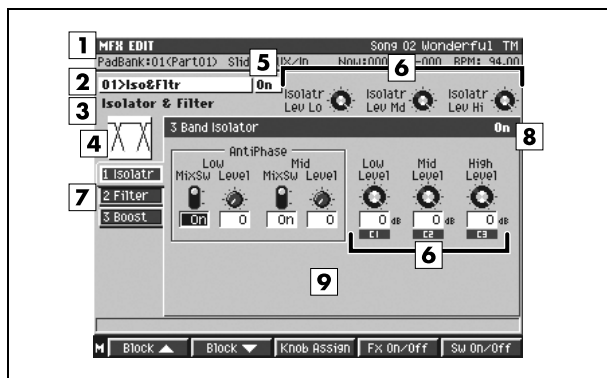 1 MFX EDIT Song 02 Wonderful TM
PadBank:01(Part01) Slid 5 X/In Now:000 -000 BPM: 94.00
6
2 01>Iso&Fltr On
Isolatr Lev Lo Isolatr Lev Md Isolatr Lev Hi
3 Isolator & Filter
4
3 Band Isolator On 8
AntiPhase
Low Mid Low Level Mid Level High Level
MixSw Level MixSw Level
1 Isolatr
7 2 Filter
3 Boost
On 0 On 0 0 dB 0 dB 0 dB
C1 C2 C3
6
9
M Block ▲ Block ▼ Knob Assign FX On/Off SW On/Off